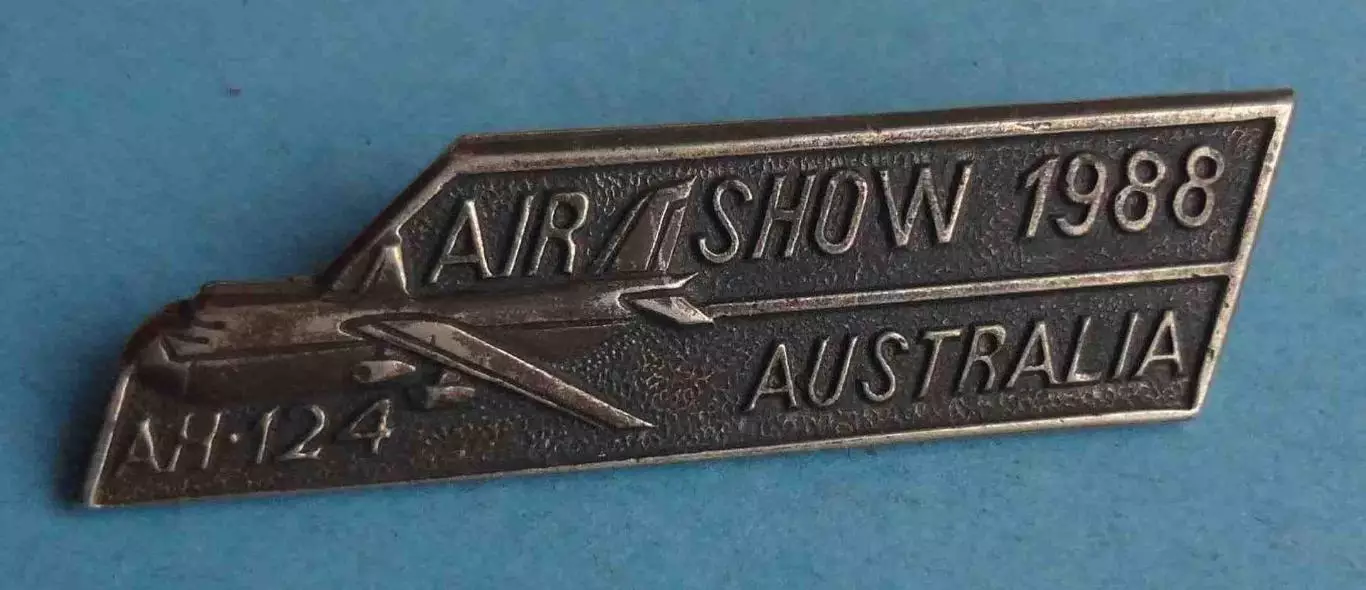 AIR SHOW 1988
AUSTRALIA
АН·124